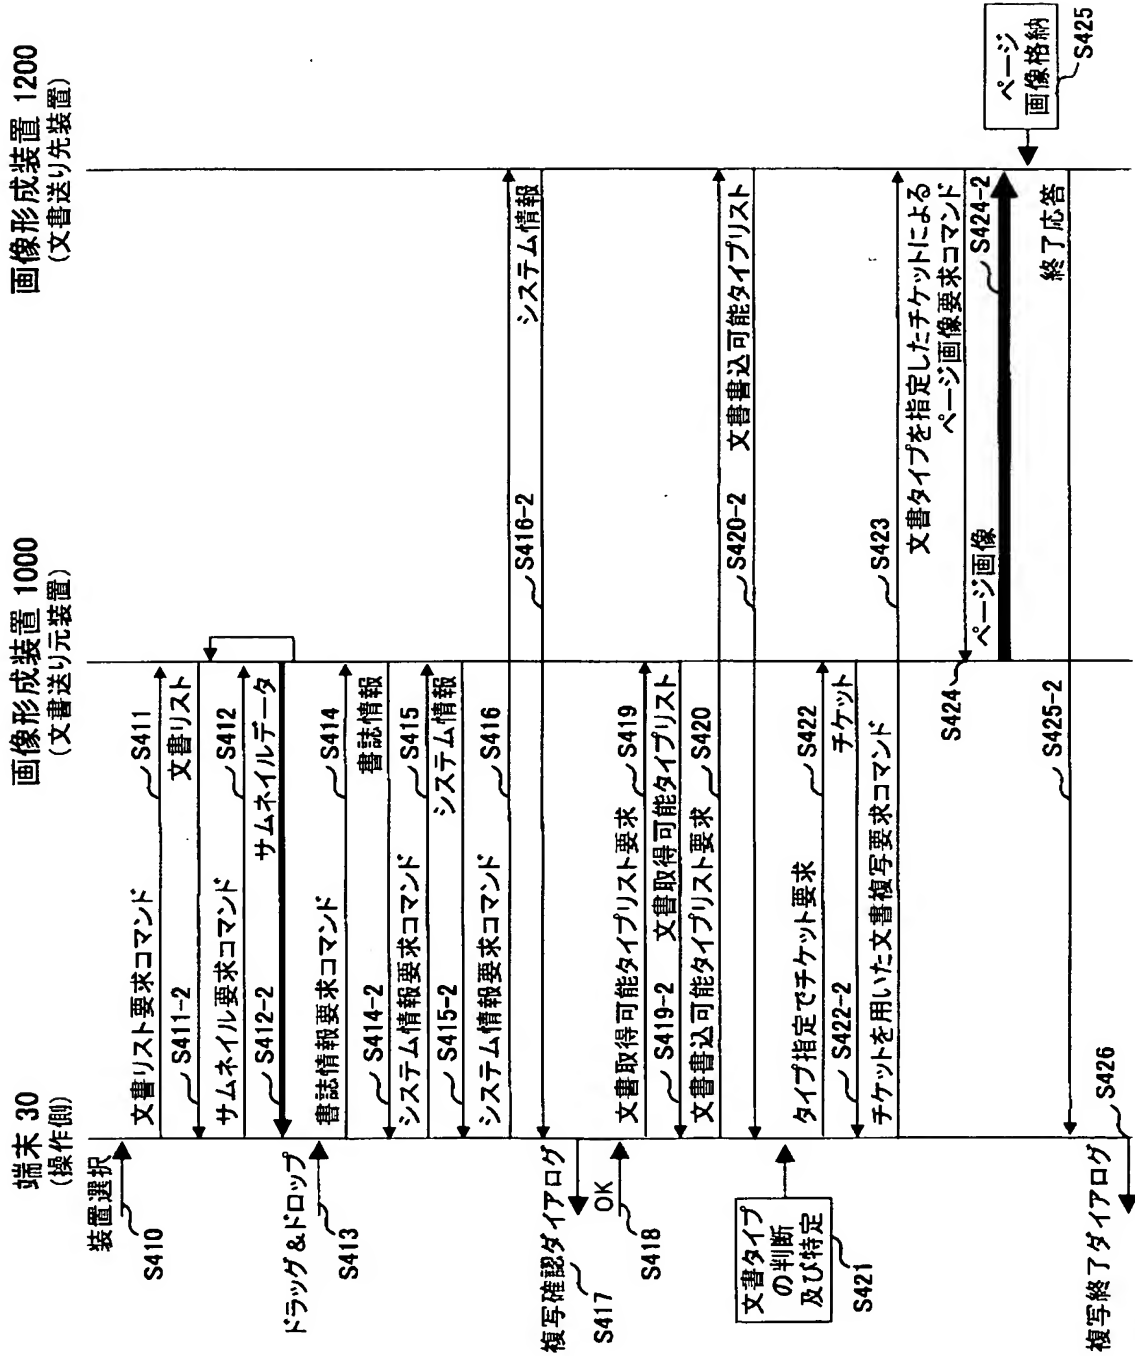 端末 30
(操作側)
画像形成装置 1000
(文書送り元装置)
画像形成装置 1200
(文書送り先装置)
装置選択
S410
文書リスト要求コマンド
S411
S411-2
文書リスト
サムネイル要求コマンド
S412
S412-2
サムネイルデータ
ドラッグ&ドロップ
S413
書誌情報要求コマンド
S414
S414-2
書誌情報
システム情報要求コマンド
S415
S415-2
システム情報
システム情報要求コマンド
S416
S416-2
システム情報
複写確認ダイアログ
S417
OK
S418
文書取得可能タイプリスト要求
S419
S419-2
文書取得可能タイプリスト
文書書込可能タイプリスト要求
S420
S420-2
文書書込可能タイプリスト
文書タイプ
の判断
及び特定
S421
タイプ指定でチケット要求
S422
S422-2
チケット
チケットを用いた文書複写要求コマンド
S423
文書タイプを指定したチケットによる
ページ画像要求コマンド
S424
ページ画像
S424-2
ページ
画像格納
S425
終了応答
S425-2
複写終了ダイアログ
S426